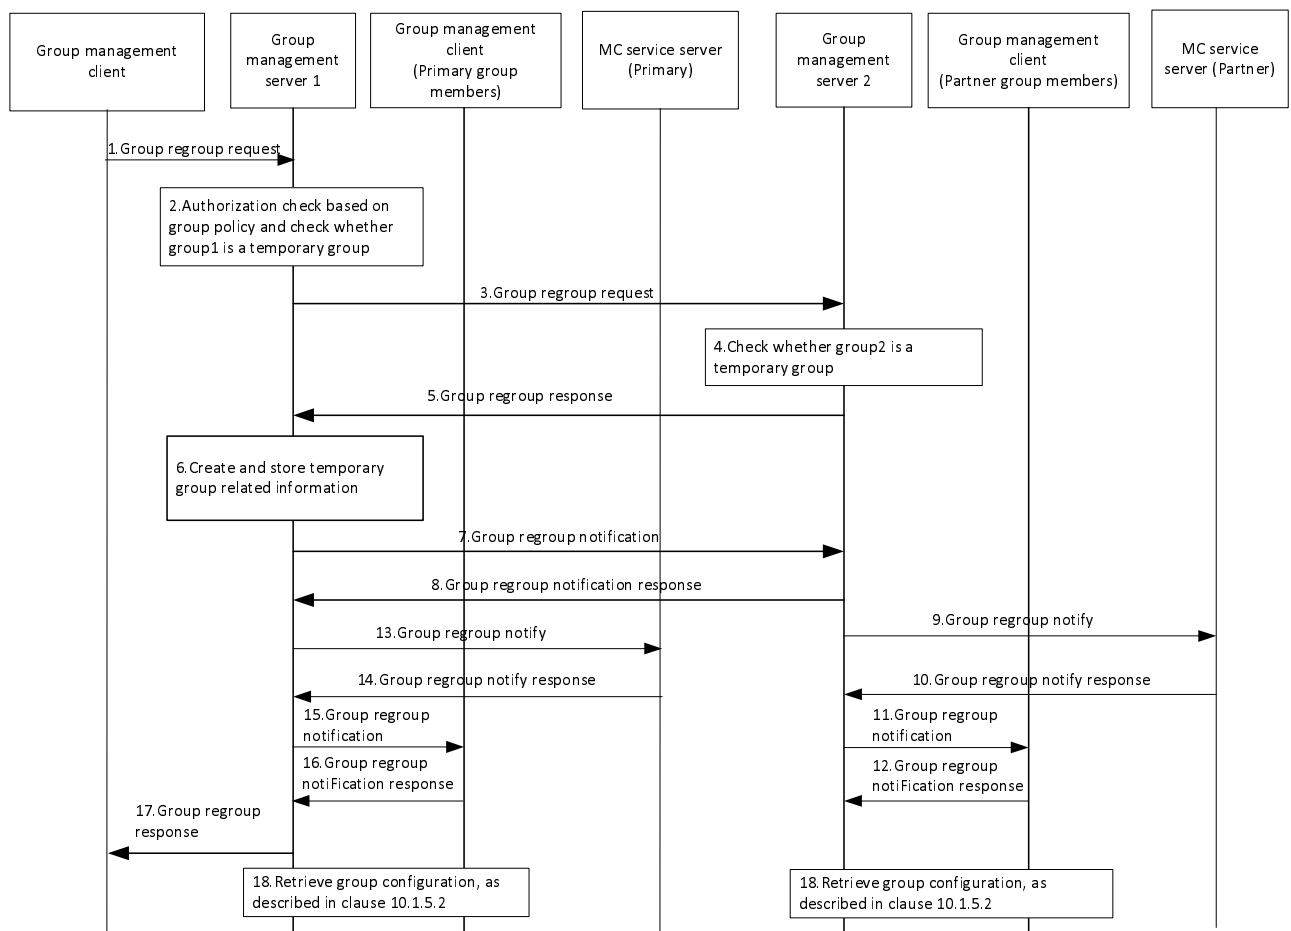 Group management
client
Group
management
server 1
Group management
client
(Primary group
members)
MC service server
(Primary)
Group
management
server 2
Group management
client
(Partner group members)
MC service
server (Partner)
1.Group regroup request
2.Authorization check based on
group policy and check whether
group1 is a temporary group
3.Group regroup request
4.Check whether group2 is a
temporary group
5.Group regroup response
6.Create and store temporary
group related information
7.Group regroup notification
8.Group regroup notification response
9.Group regroup notify
13.Group regroup notify
14.Group regroup notify response
10.Group regroup notify response
15.Group regroup
notification
11.Group regroup
notification
16.Group regroup
notiFication response
12.Group regroup
notiFication response
17.Group regroup
response
18.Retrieve group configuration, as
described in clause 10.1.5.2
18.Retrieve group configuration, as
described in clause 10.1.5.2